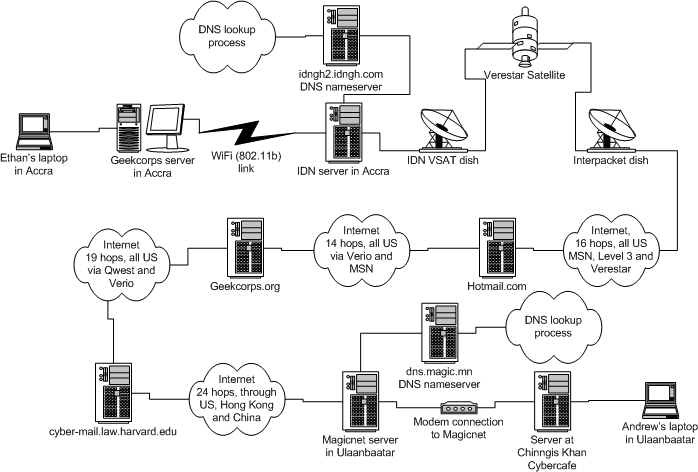 DNS lookup
process
idngh2.idngh.com
DNS nameserver
Verestar Satellite
Ethan's laptop
in Accra
Geekcorps server
in Accra
WiFi (802.11b)
link
IDN server in Accra
IDN VSAT dish
Interpacket dish
Internet
19 hops, all US
via Qwest and
Verio
Geekcorps.org
Internet
14 hops, all US
via Verio and
MSN
Hotmail.com
Internet,
16 hops, all US
MSN, Level 3 and
Verestar
dns.magic.mn
DNS nameserver
DNS lookup
process
cyber-mail.law.harvard.edu
Internet
24 hops, through
US, Hong Kong
and China
Magicnet server
in Ulaanbaatar
Modem connection
to Magicnet
Server at
Chinngis Khan
Cybercafe
Andrew's laptop
in Ulaanbatar